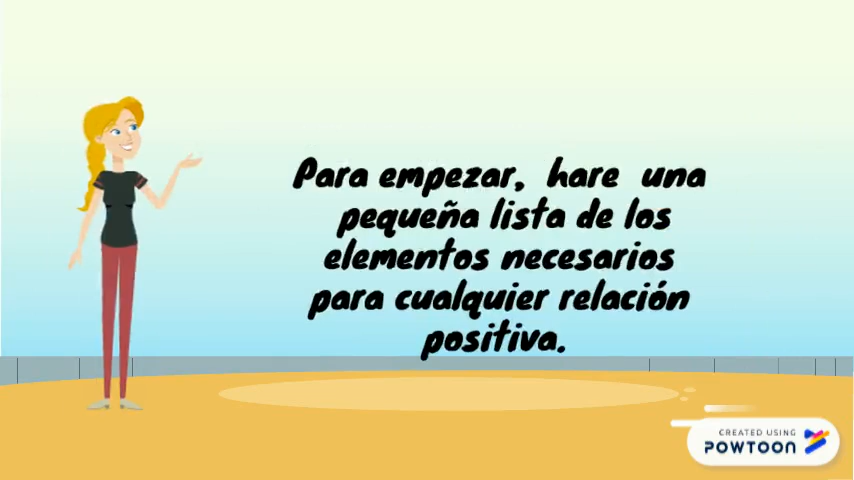 Para empezar, hare una
pequeña lista de los
elementos necesarios
para cualquier relación
positiva.
CREATED USING
POWTOON